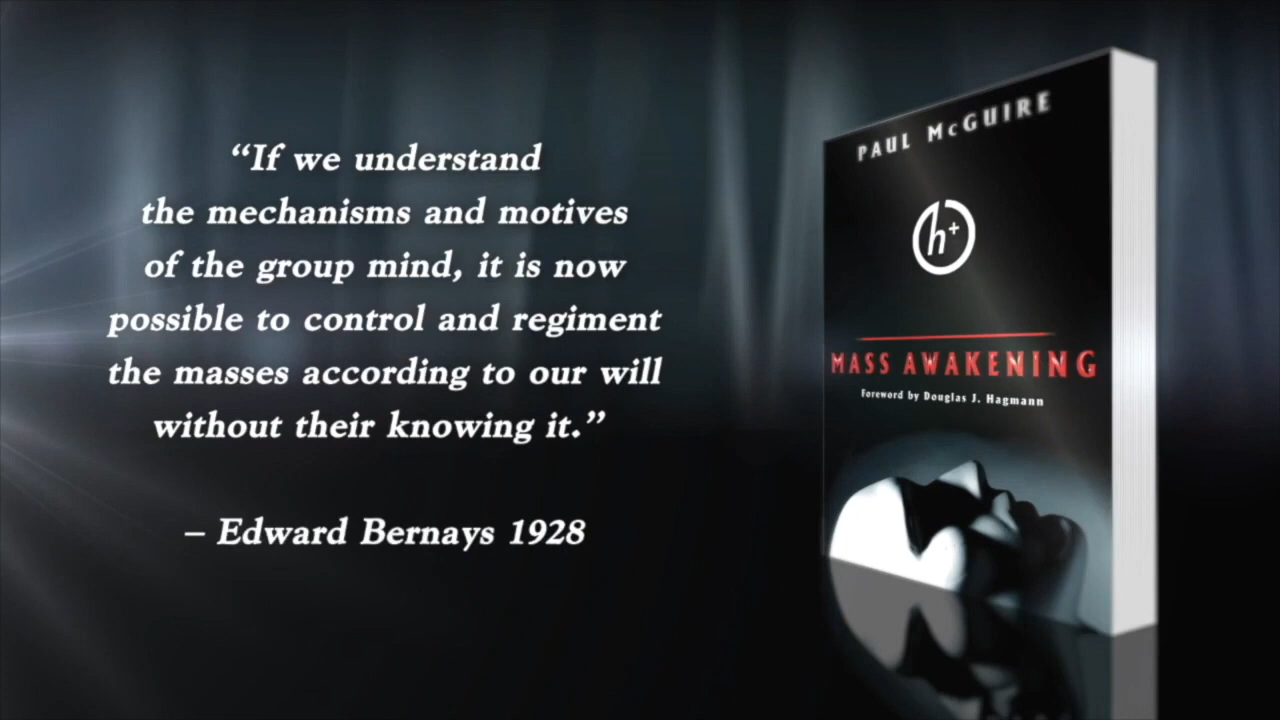 “If we understand
the mechanisms and motives
of the group mind, it is now
possible to control and regiment
the masses according to our will
without their knowing it.”
– Edward Bernays 1928
PAUL McGUIRE
h+
MASS AWAKENING
Foreword by Douglas J. Hagmann